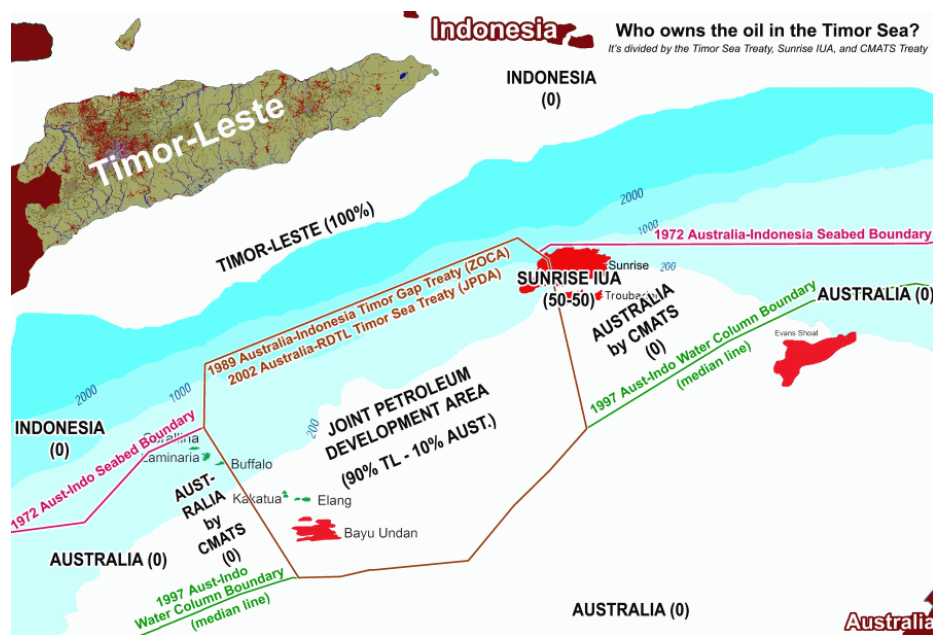 Indonesia
Who owns the oil in the Timor Sea?
It's divided by the Timor Sea Treaty, Sunrise IUA, and CMATS Treaty
INDONESIA
(0)
Timor-Leste
TIMOR-LESTE (100%)
2000
1000
1972 Australia-Indonesia Seabed Boundary
200
Sunrise
SUNRISE IUA
(50-50)
AUSTRALIA
by CMATS
(0)
AUSTRALIA (0)
Evans Shoal
1989 Australia-Indonesia Timor Gap Treaty (ZOCA)
2002 Australia-RDTL Timor Sea Treaty (JPDA)
1997 Aust-Indo Water Column Boundary
(median line)
2000
1000
200
JOINT PETROLEUM
DEVELOPMENT AREA
(90% TL - 10% AUST.)
INDONESIA
(0)
1972 Aust-Indo Seabed Boundary
Laminaria
Buffalo
Kakatua
Elang
Bayu Undan
AUST-
RALIA
by
CMATS
(0)
AUSTRALIA (0)
1997 Aust-Indo
Water Column Boundary
(median line)
AUSTRALIA (0)
Australia